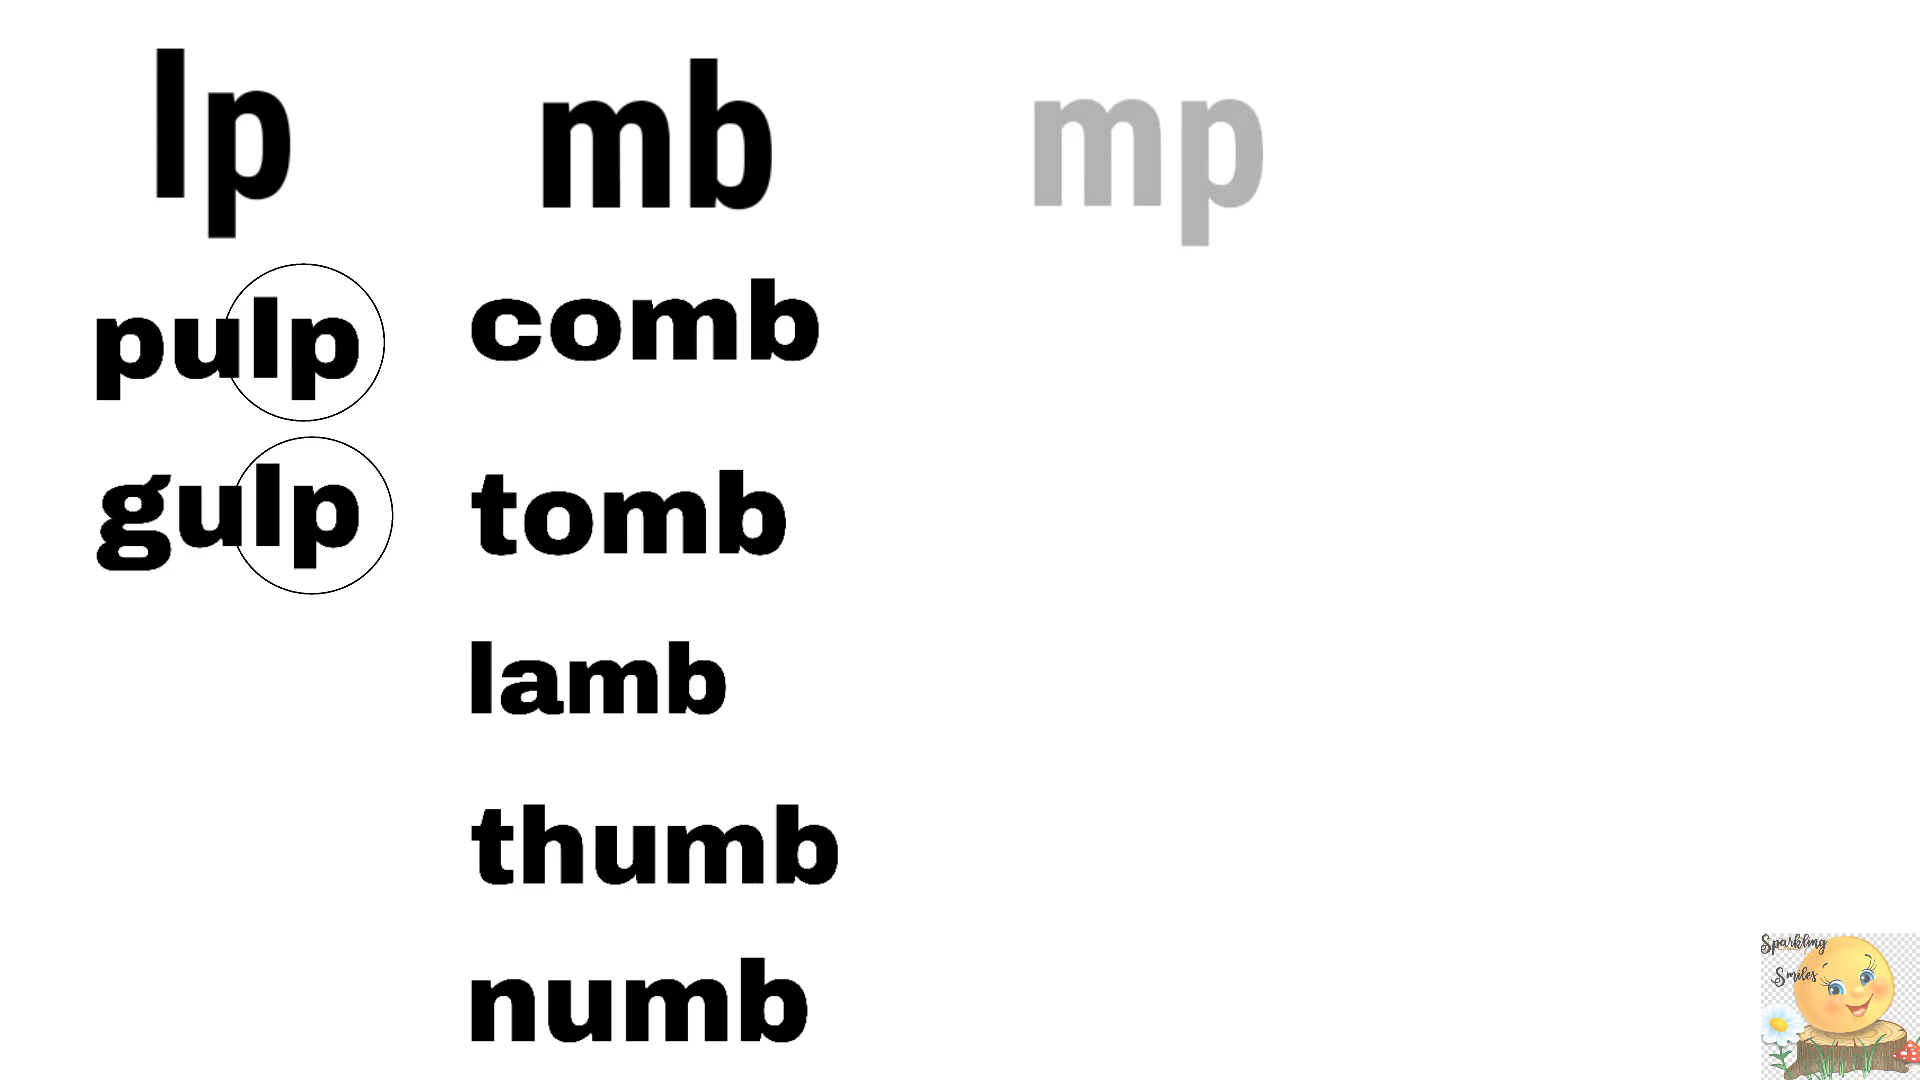 lp mb mp
pulp comb
gulp tomb
lamb
thumb
numb
Sparkling
Smiles